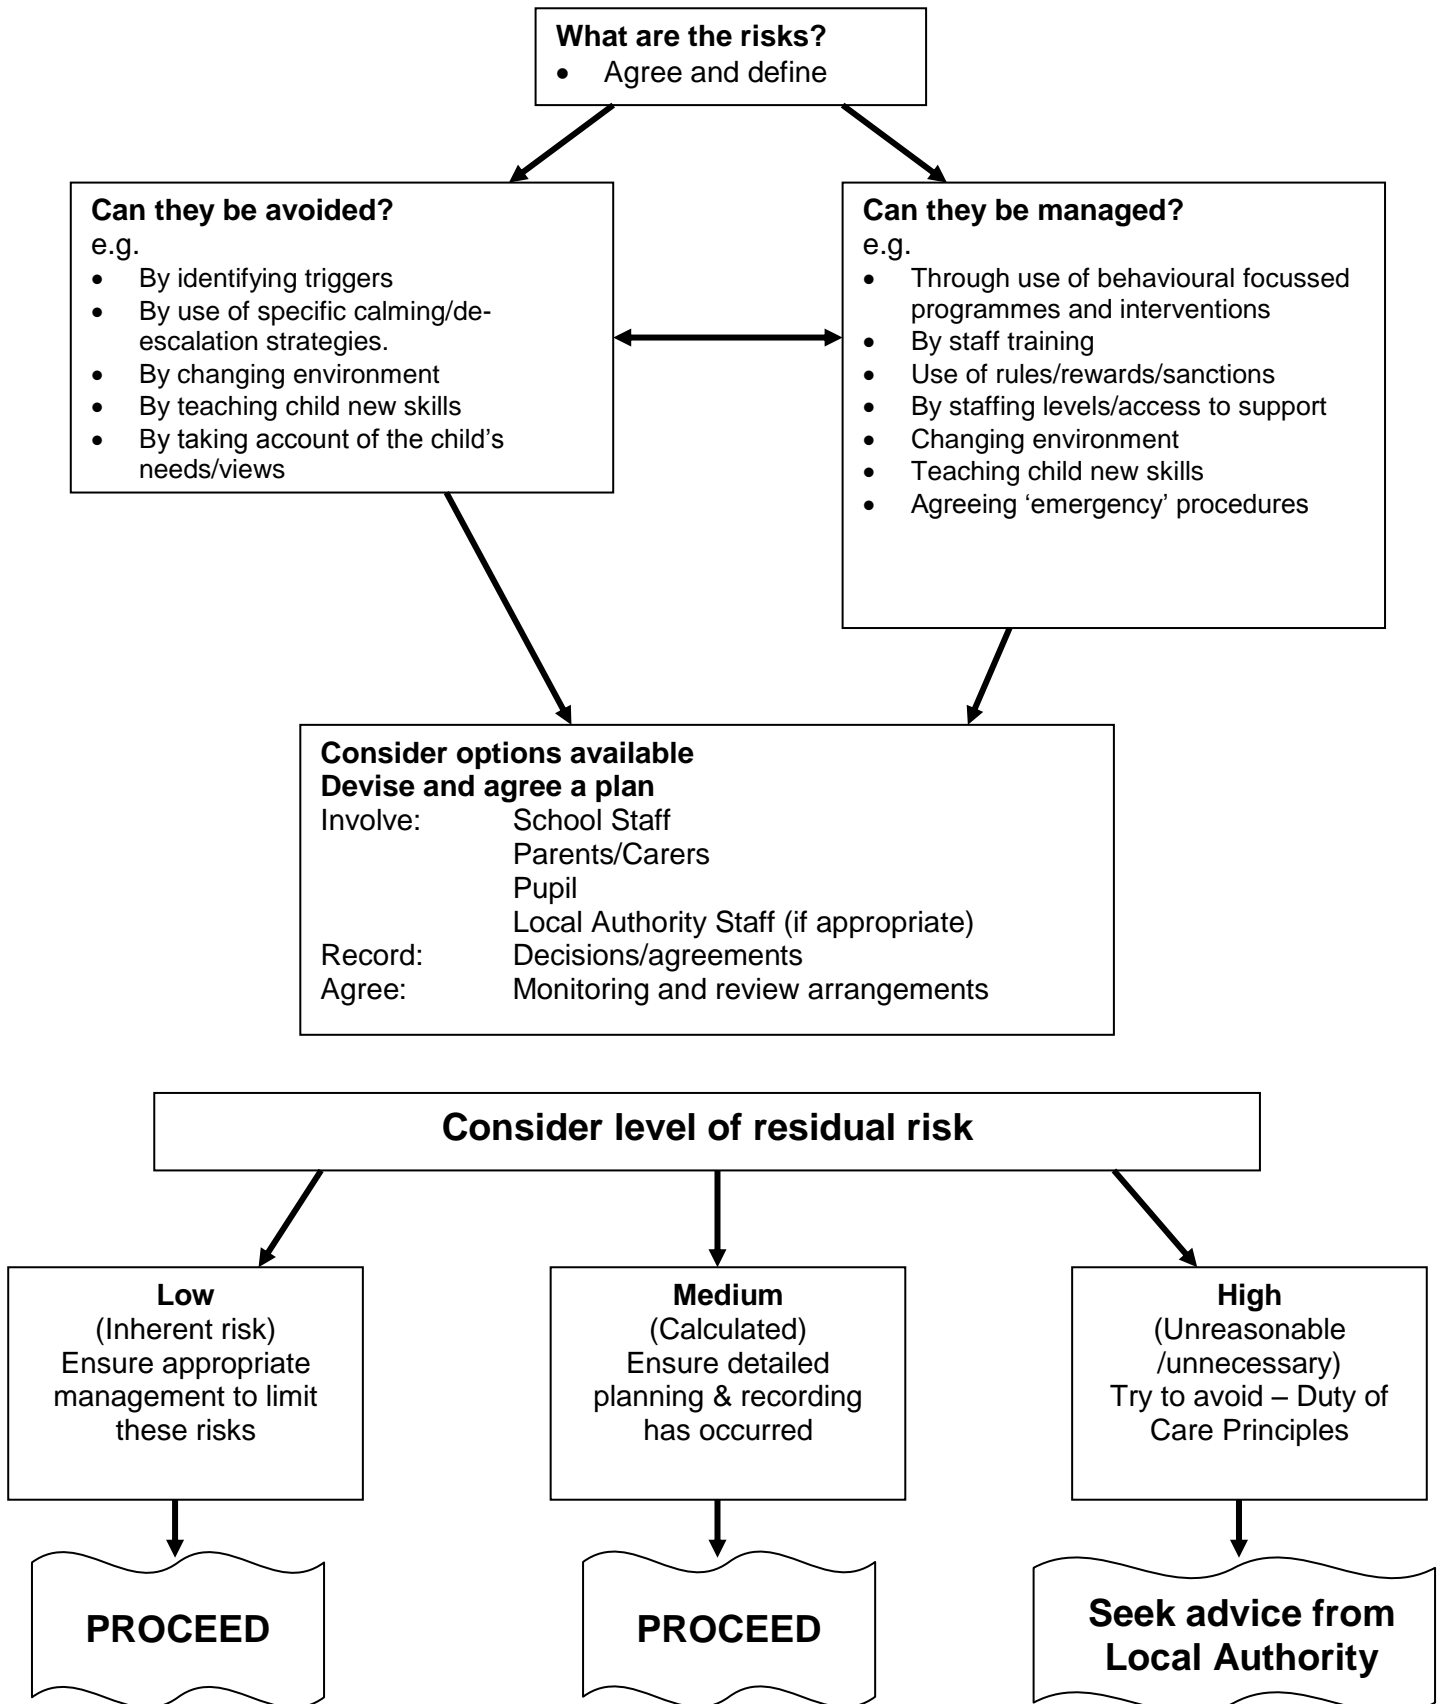 What are the risks?
• Agree and define
Can they be avoided?
e.g.
• By identifying triggers
• By use of specific calming/de-
escalation strategies.
• By changing environment
• By teaching child new skills
• By taking account of the child’s
needs/views
Can they be managed?
e.g.
• Through use of behavioural focussed
programmes and interventions
• By staff training
• Use of rules/rewards/sanctions
• By staffing levels/access to support
• Changing environment
• Teaching child new skills
• Agreeing ‘emergency’ procedures
Consider options available
Devise and agree a plan
Involve: School Staff
Parents/Carers
Pupil
Local Authority Staff (if appropriate)
Record: Decisions/agreements
Agree: Monitoring and review arrangements
Consider level of residual risk
Low
(Inherent risk)
Ensure appropriate
management to limit
these risks
Medium
(Calculated)
Ensure detailed
planning & recording
has occurred
High
(Unreasonable
/unnecessary)
Try to avoid – Duty of
Care Principles
PROCEED
PROCEED
Seek advice from
Local Authority